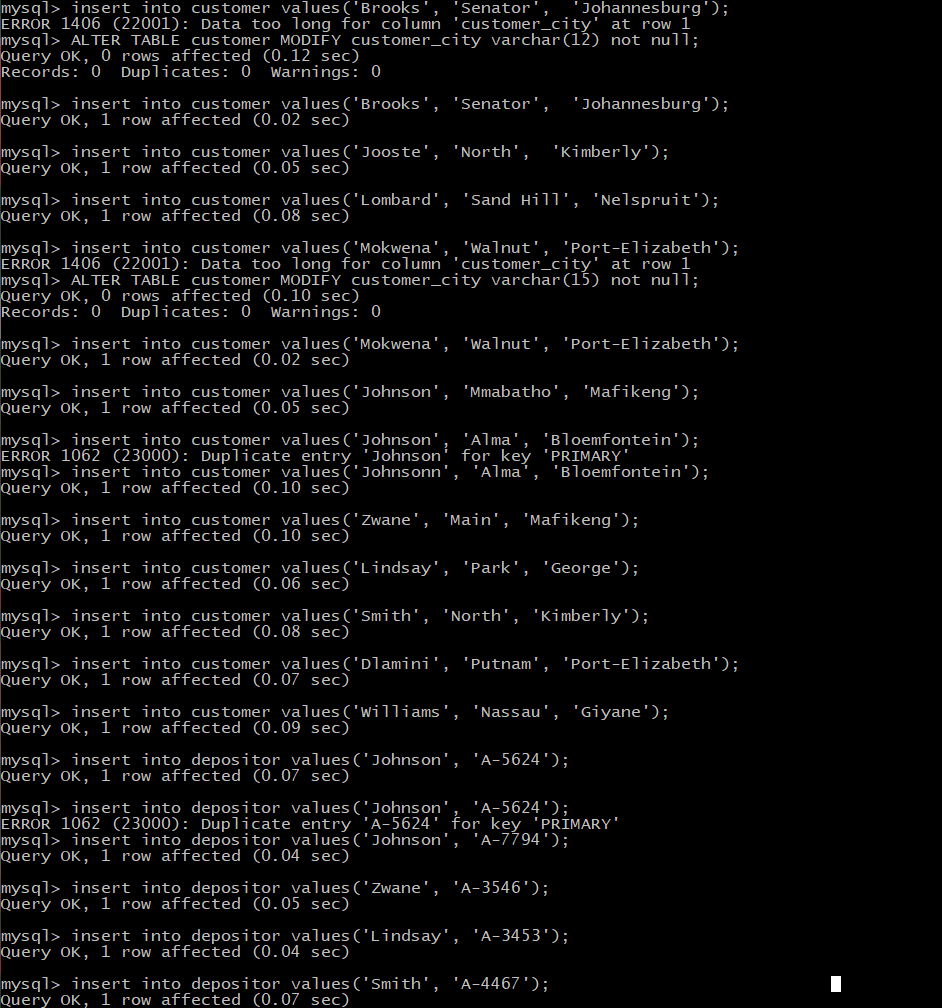 mysql> insert into customer values('Brooks', 'Senator',  'Johannesburg');
ERROR 1406 (22001): Data too long for column 'customer_city' at row 1
mysql> ALTER TABLE customer MODIFY customer_city varchar(12) not null;
Query OK, 0 rows affected (0.12 sec)
Records: 0  Duplicates: 0  Warnings: 0

mysql> insert into customer values('Brooks', 'Senator',  'Johannesburg');
Query OK, 1 row affected (0.02 sec)

mysql> insert into customer values('Jooste', 'North',  'Kimberly');
Query OK, 1 row affected (0.05 sec)

mysql> insert into customer values('Lombard', 'Sand Hill', 'Nelspruit');
Query OK, 1 row affected (0.08 sec)

mysql> insert into customer values('Mokwena', 'Walnut', 'Port-Elizabeth');
ERROR 1406 (22001): Data too long for column 'customer_city' at row 1
mysql> ALTER TABLE customer MODIFY customer_city varchar(15) not null;
Query OK, 0 rows affected (0.10 sec)
Records: 0  Duplicates: 0  Warnings: 0

mysql> insert into customer values('Mokwena', 'Walnut', 'Port-Elizabeth');
Query OK, 1 row affected (0.02 sec)

mysql> insert into customer values('Johnson', 'Mmabatho', 'Mafikeng');
Query OK, 1 row affected (0.05 sec)

mysql> insert into customer values('Johnson', 'Alma', 'Bloemfontein');
ERROR 1062 (23000): Duplicate entry 'Johnson' for key 'PRIMARY'
mysql> insert into customer values('Johnsonn', 'Alma', 'Bloemfontein');
Query OK, 1 row affected (0.10 sec)

mysql> insert into customer values('Zwane', 'Main', 'Mafikeng');
Query OK, 1 row affected (0.10 sec)

mysql> insert into customer values('Lindsay', 'Park', 'George');
Query OK, 1 row affected (0.06 sec)

mysql> insert into customer values('Smith', 'North', 'Kimberly');
Query OK, 1 row affected (0.08 sec)

mysql> insert into customer values('Dlamini', 'Putnam', 'Port-Elizabeth');
Query OK, 1 row affected (0.07 sec)

mysql> insert into customer values('Williams', 'Nassau', 'Giyane');
Query OK, 1 row affected (0.09 sec)

mysql> insert into depositor values('Johnson', 'A-5624');
Query OK, 1 row affected (0.07 sec)

mysql> insert into depositor values('Johnson', 'A-5624');
ERROR 1062 (23000): Duplicate entry 'A-5624' for key 'PRIMARY'
mysql> insert into depositor values('Johnson', 'A-7794');
Query OK, 1 row affected (0.04 sec)

mysql> insert into depositor values('Zwane', 'A-3546');
Query OK, 1 row affected (0.05 sec)

mysql> insert into depositor values('Lindsay', 'A-3453');
Query OK, 1 row affected (0.04 sec)

mysql> insert into depositor values('Smith', 'A-4467');
Query OK, 1 row affected (0.07 sec)